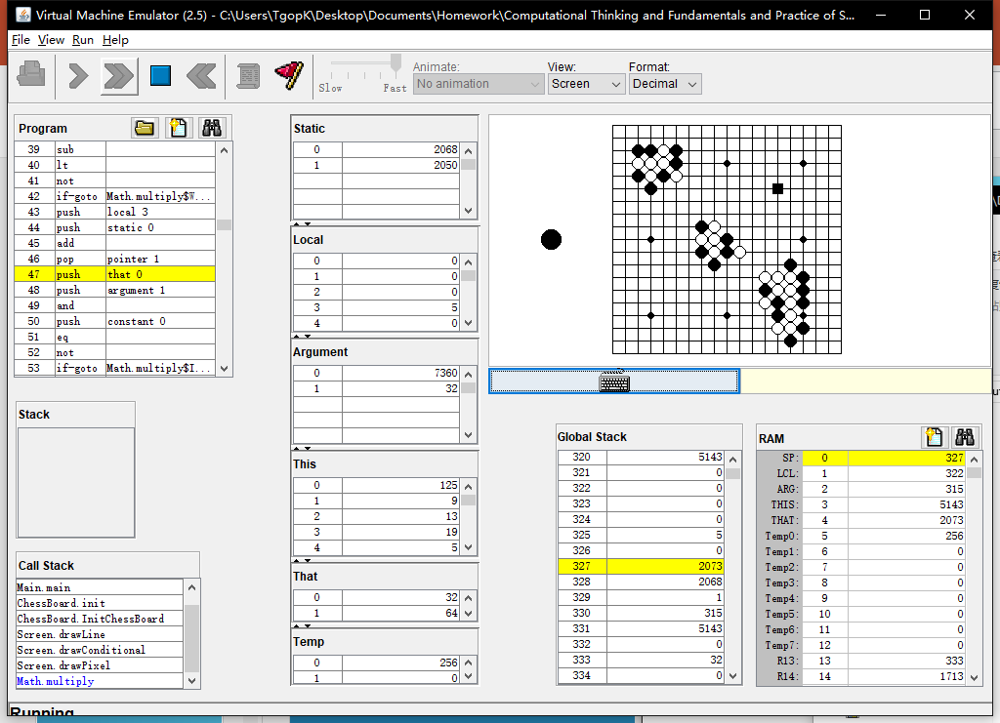 Virtual Machine Emulator (2.5) - C:\Users\TgopK\Desktop\Documents\Homework\Computational Thinking and Fundamentals and Practice of S...
File View Run Help
Slow Fast
Animate:
No animation
View:
Screen
Format:
Decimal
Program
39 sub
40 lt
41 not
42 if-goto Math.multiply$W...
43 push local 3
44 push static 0
45 add
46 pop pointer 1
47 push that 0
48 push argument 1
49 and
50 push constant 0
51 eq
52 not
53 if-goto Math.multiply$I...
Stack
Call Stack
Main.main
ChessBoard.init
ChessBoard.InitChessBoard
Screen.drawLine
Screen.drawConditional
Screen.drawPixel
Math.multiply
Static
0 2068
1 2050
Local
0 0
1 0
2 0
3 5
4 0
Argument
0 7360
1 32
This
0 125
1 9
2 13
3 19
4 5
That
0 32
1 64
Temp
0 256
1 0
Global Stack
320 5143
321 0
322 0
323 0
324 0
325 5
326 0
327 2073
328 2068
329 1
330 315
331 5143
332 0
333 32
334 0
RAM
SP: 0 327
LCL: 1 322
ARG: 2 315
THIS: 3 5143
THAT: 4 2073
Temp0: 5 256
Temp1: 6 0
Temp2: 7 0
Temp3: 8 0
Temp4: 9 0
Temp5: 10 0
Temp6: 11 0
Temp7: 12 0
R13: 13 333
R14: 14 1713
Running